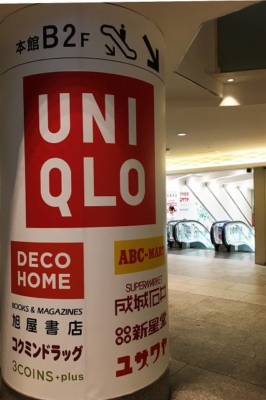 本館 B2F
UNI
QLO
DECO
HOME
ABC-MART
BOOKS & MAGAZINES
旭屋書店
SUPERMARKET
成城石井
コクミンドラッグ
新星堂
3COINS+plus
ユザワヤ